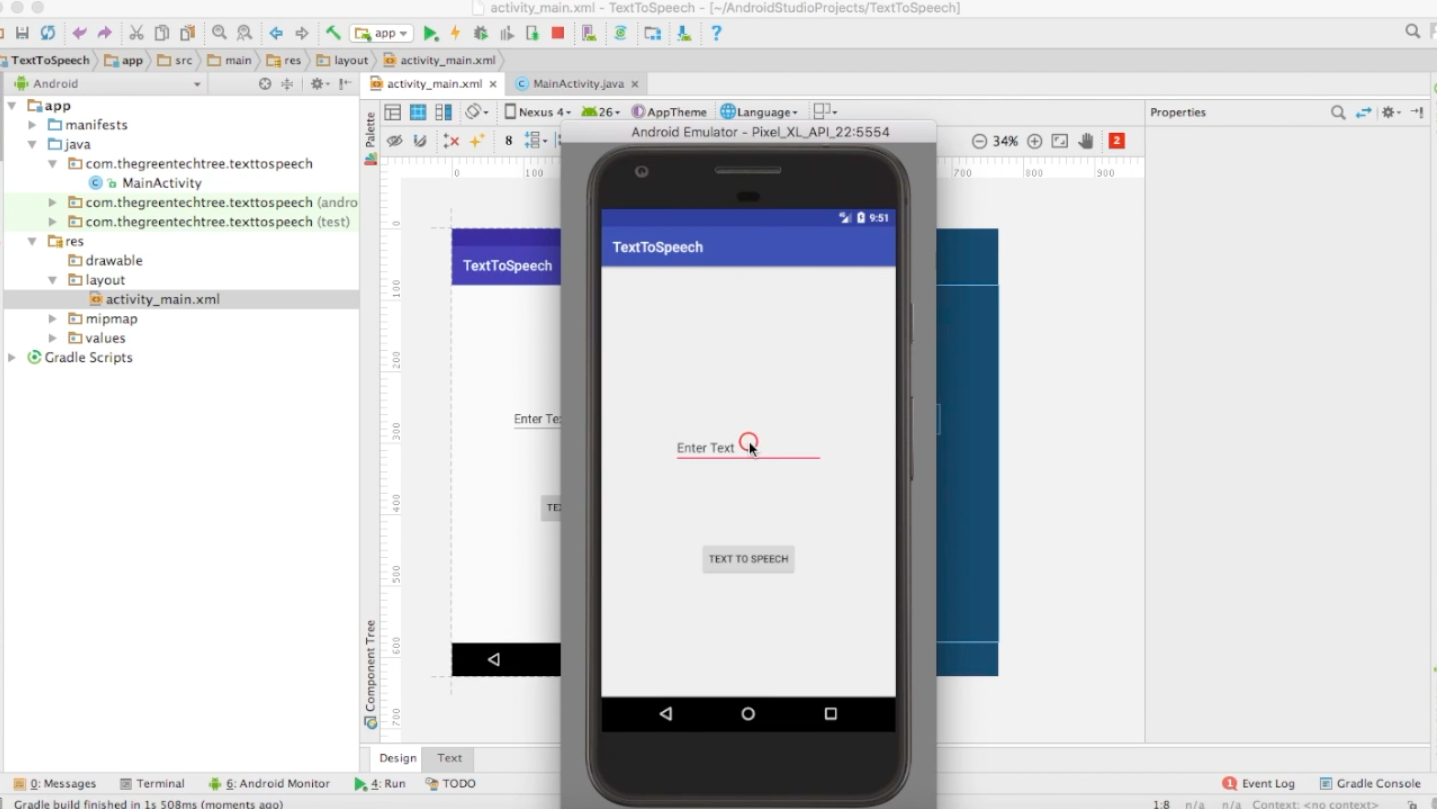 activity_main.xml - TextToSpeech - [~/AndroidStudioProjects/TextToSpeech]
app
TextToSpeech app src main res layout activity_main.xml
Android
activity_main.xml MainActivity.java
app
manifests
java
com.thegreentechtree.texttospeech
MainActivity
com.thegreentechtree.texttospeech (andro
com.thegreentechtree.texttospeech (test)
res
drawable
layout
activity_main.xml
mipmap
values
Gradle Scripts
Palette
Component Tree
Nexus 4 26 AppTheme Language
8
34% 2
Properties
Android Emulator - Pixel_XL_API_22:5554
0 100 700 800 900
0
100
200
300
400
500
600
700
TextToSpeech
Enter Te
TE
9:51
TextToSpeech
Enter Text
TEXT TO SPEECH
Design Text
0: Messages Terminal 6: Android Monitor 4: Run TODO 1 Event Log Gradle Console
Gradle build finished in 1s 508ms (moments ago) 1:8 n/a n/a Context: <no context>